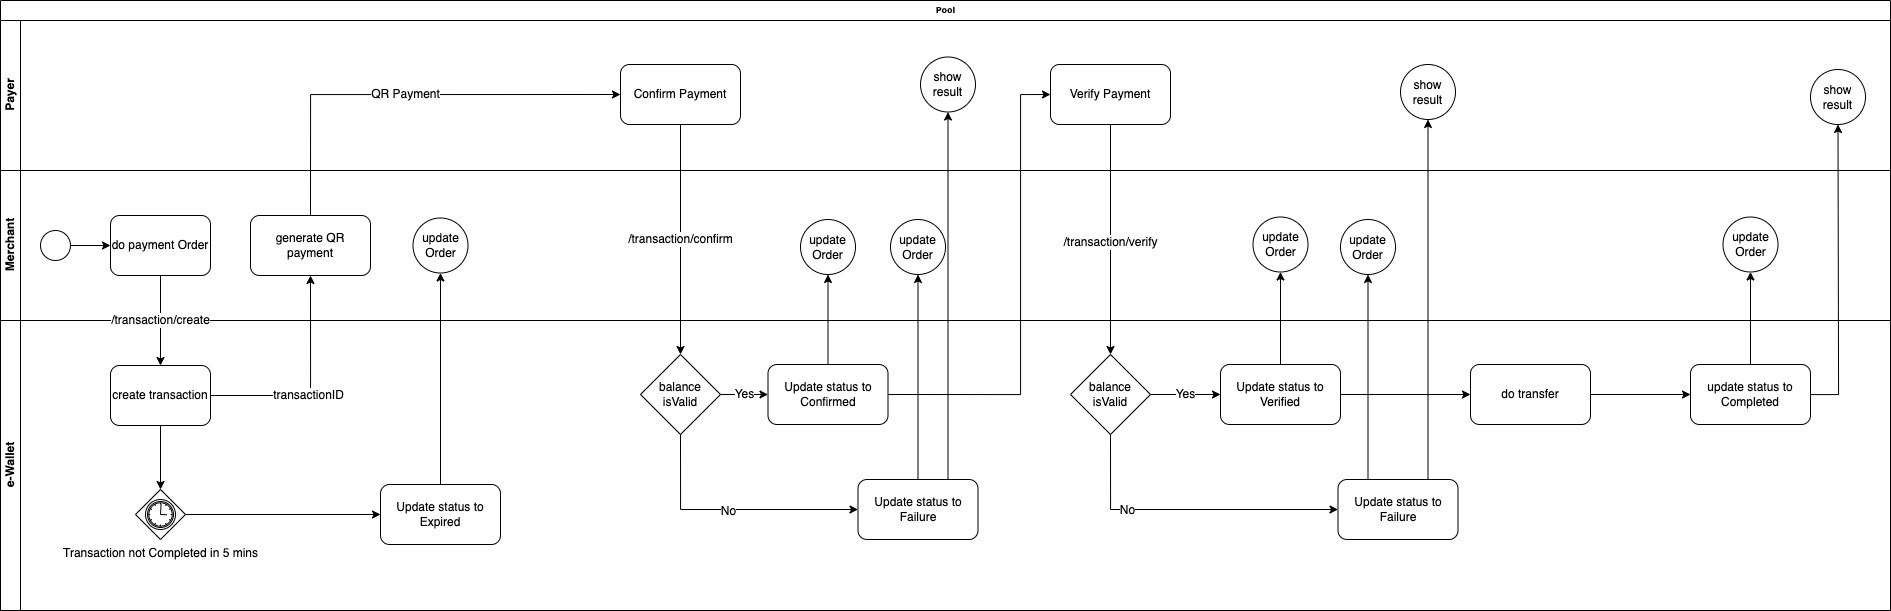 Pool
Payer
QR Payment
Confirm Payment
show
result
Verify Payment
show
result
show
result
Merchant
do payment Order
generate QR
payment
update
Order
/transaction/confirm
update
Order
update
Order
/transaction/verify
update
Order
update
Order
update
Order
/transaction/create
e-Wallet
create transaction
transactionID
balance
isValid
Yes
Update status to
Confirmed
balance
isValid
Yes
Update status to
Verified
do transfer
update status to
Completed
Transaction not Completed in 5 mins
Update status to
Expired
No
Update status to
Failure
No
Update status to
Failure